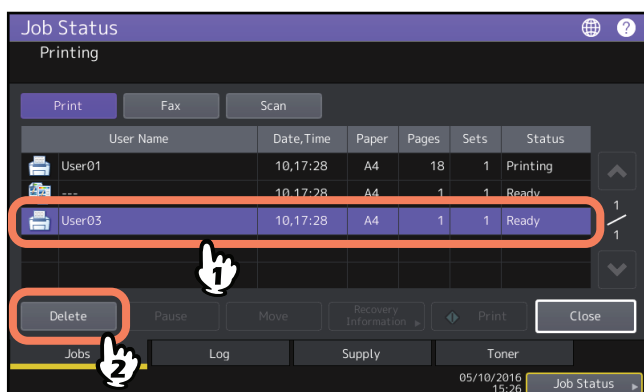 Job Status ?
Printing
Print Fax Scan
User Name Date,Time Paper Pages Sets Status
User01 10,17:28 A4 18 1 Printing
--- 10,17:28 A4 1 1 Ready
User03 10,17:28 A4 1 1 Ready
1
1
1
Delete Pause Move Recovery Information Print Close
2
Jobs Log Supply Toner
05/10/2016
15:26 Job Status